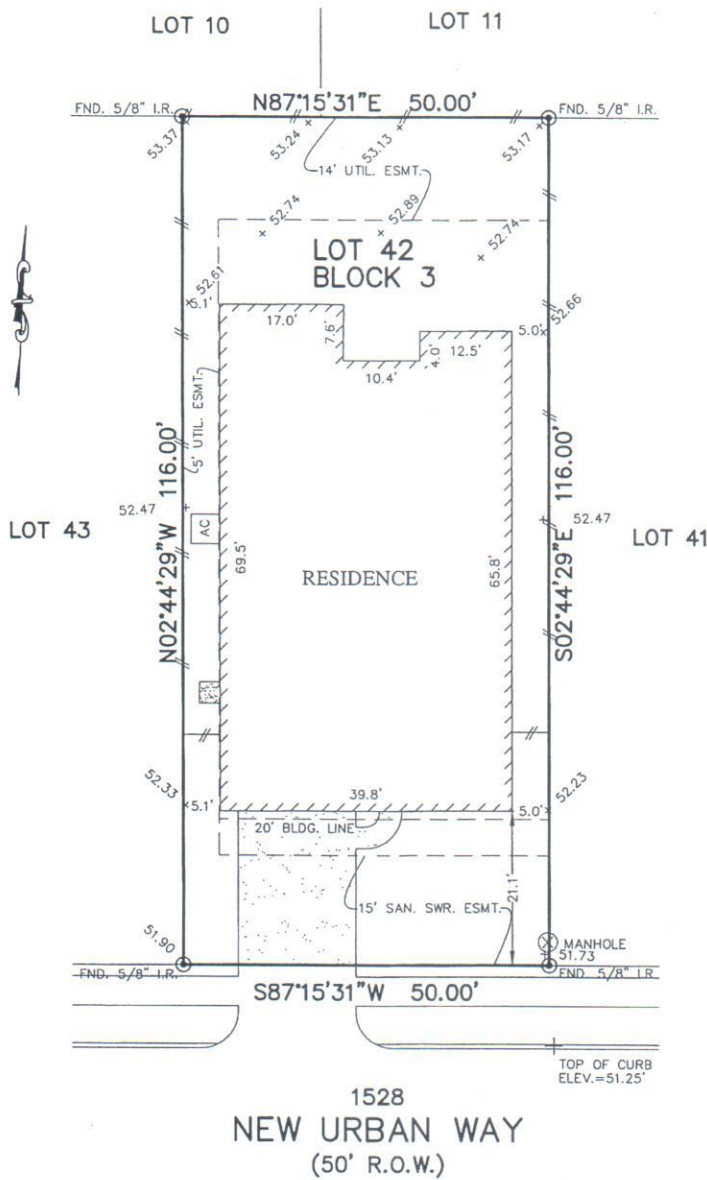 LOT 10
LOT 11
FND. 5/8" I.R.
N87°15'31"E 50.00'
FND. 5/8" I.R.
53.37
53.24
53.13
53.17
14' UTIL. ESMT.
52.74
52.89
52.74
LOT 42
BLOCK 3
52.61
5.1'
17.0'
7.6'
10.4'
4.0'
12.5'
5.0'
52.66
5' UTIL. ESMT.
N02°44'29"W 116.00'
S02°44'29"E 116.00'
52.47
52.47
LOT 43
LOT 41
AC
69.5'
RESIDENCE
65.8'
52.33
5.1'
39.8'
5.0'
52.23
20' BLDG. LINE
21.1'
15' SAN. SWR. ESMT.
51.90
MANHOLE
51.73
FND. 5/8" I.R.
S87°15'31"W 50.00'
FND. 5/8" I.R.
TOP OF CURB
ELEV.=51.25'
1528
NEW URBAN WAY
(50' R.O.W.)